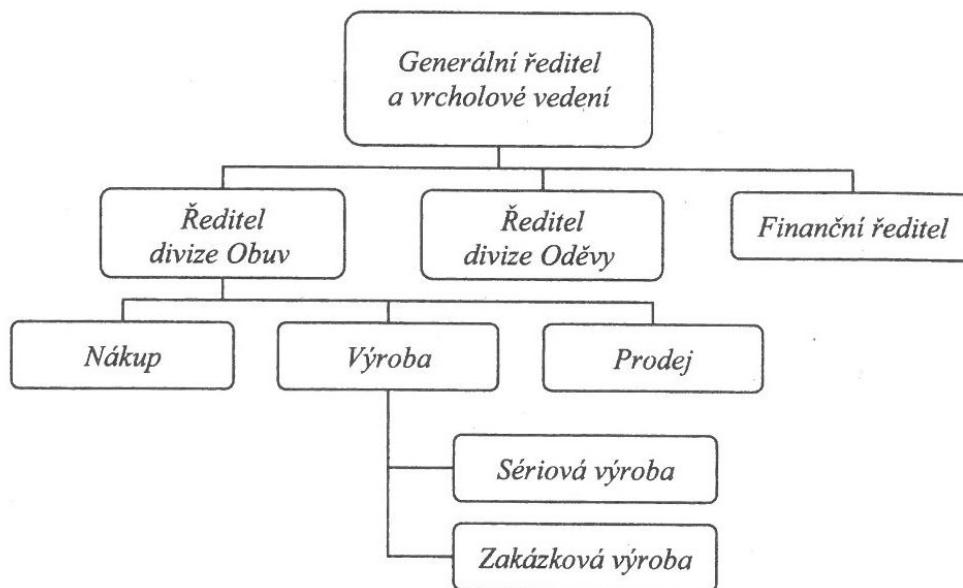 Generální ředitel
a vrcholové vedení
Ředitel
divize Obuv
Ředitel
divize Oděvy
Finanční ředitel
Nákup
Výroba
Prodej
Sériová výroba
Zakázková výroba